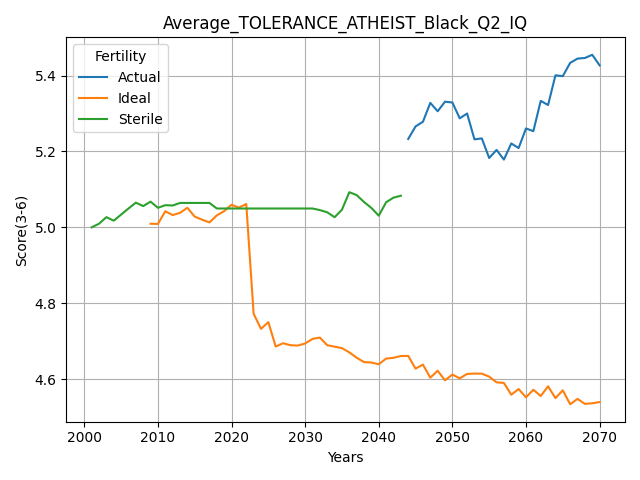 Average_TOLERANCE_ATHEIST_Black_Q2_IQ
Fertility
Actual
Ideal
Sterile
Score(3-6)
5.4
5.2
5.0
4.8
4.6
2000 2010 2020 2030 2040 2050 2060 2070
Years